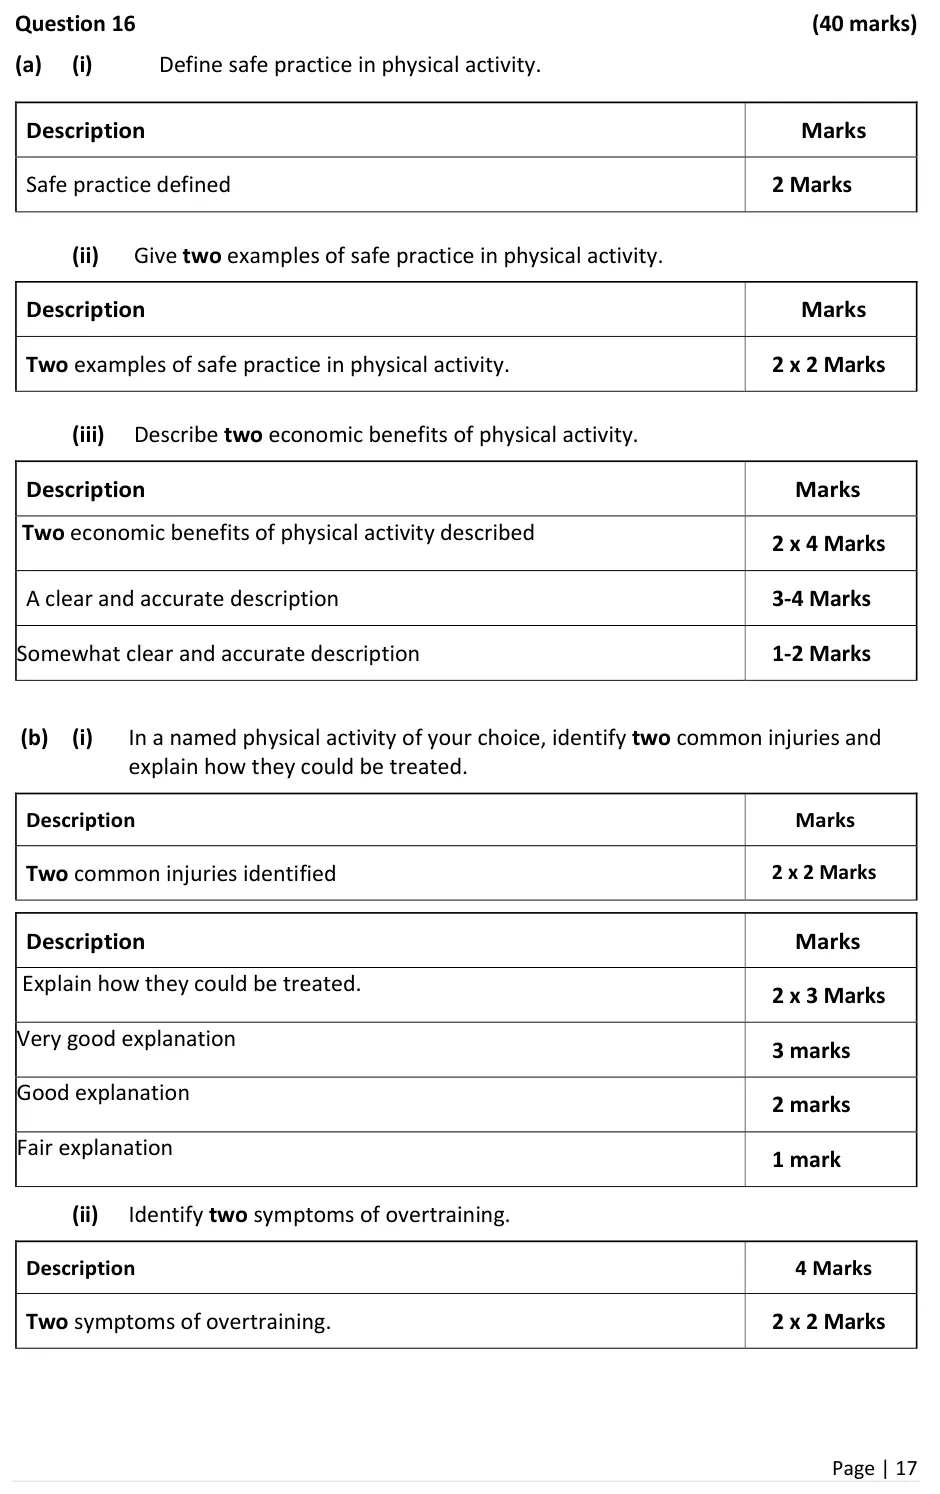 Question 16 (40 marks)
(a) (i) Define safe practice in physical activity.
Description Marks
Safe practice defined 2 Marks
(ii) Give two examples of safe practice in physical activity.
Description Marks
Two examples of safe practice in physical activity. 2 x 2 Marks
(iii) Describe two economic benefits of physical activity.
Description Marks
Two economic benefits of physical activity described 2 x 4 Marks
A clear and accurate description 3-4 Marks
Somewhat clear and accurate description 1-2 Marks
(b) (i) In a named physical activity of your choice, identify two common injuries and
explain how they could be treated.
Description Marks
Two common injuries identified 2 x 2 Marks
Description Marks
Explain how they could be treated. 2 x 3 Marks
Very good explanation 3 marks
Good explanation 2 marks
Fair explanation 1 mark
(ii) Identify two symptoms of overtraining.
Description 4 Marks
Two symptoms of overtraining. 2 x 2 Marks
Page | 17